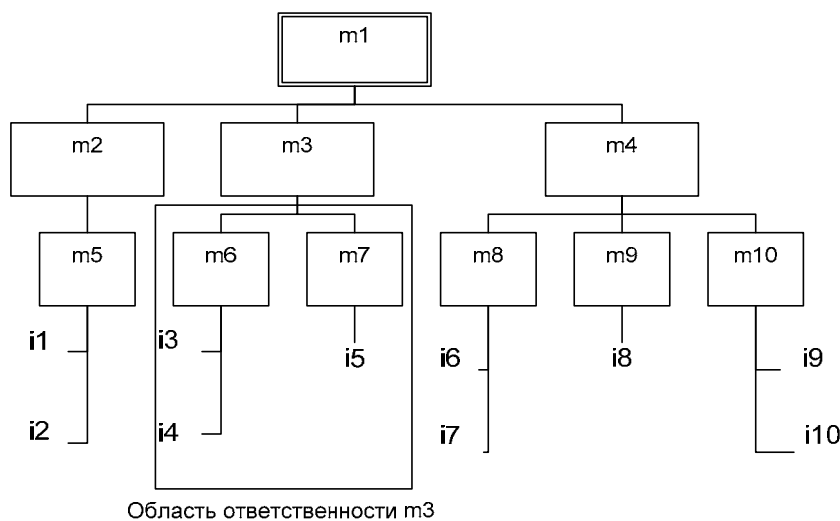 m1
m2 m3 m4
m5 m6 m7 m8 m9 m10
i1 i3 i5 i6 i8 i9
i2 i4 i7 i10
Область ответственности m3